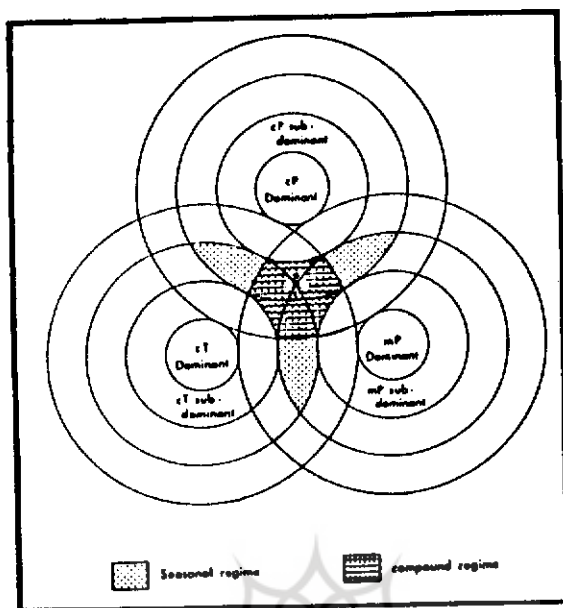 cP sub-
dominant
cP
Dominant
cT
Dominant
cT sub-
dominant
mP
Dominant
mP sub-
dominant
Seasonal regime
compound regime